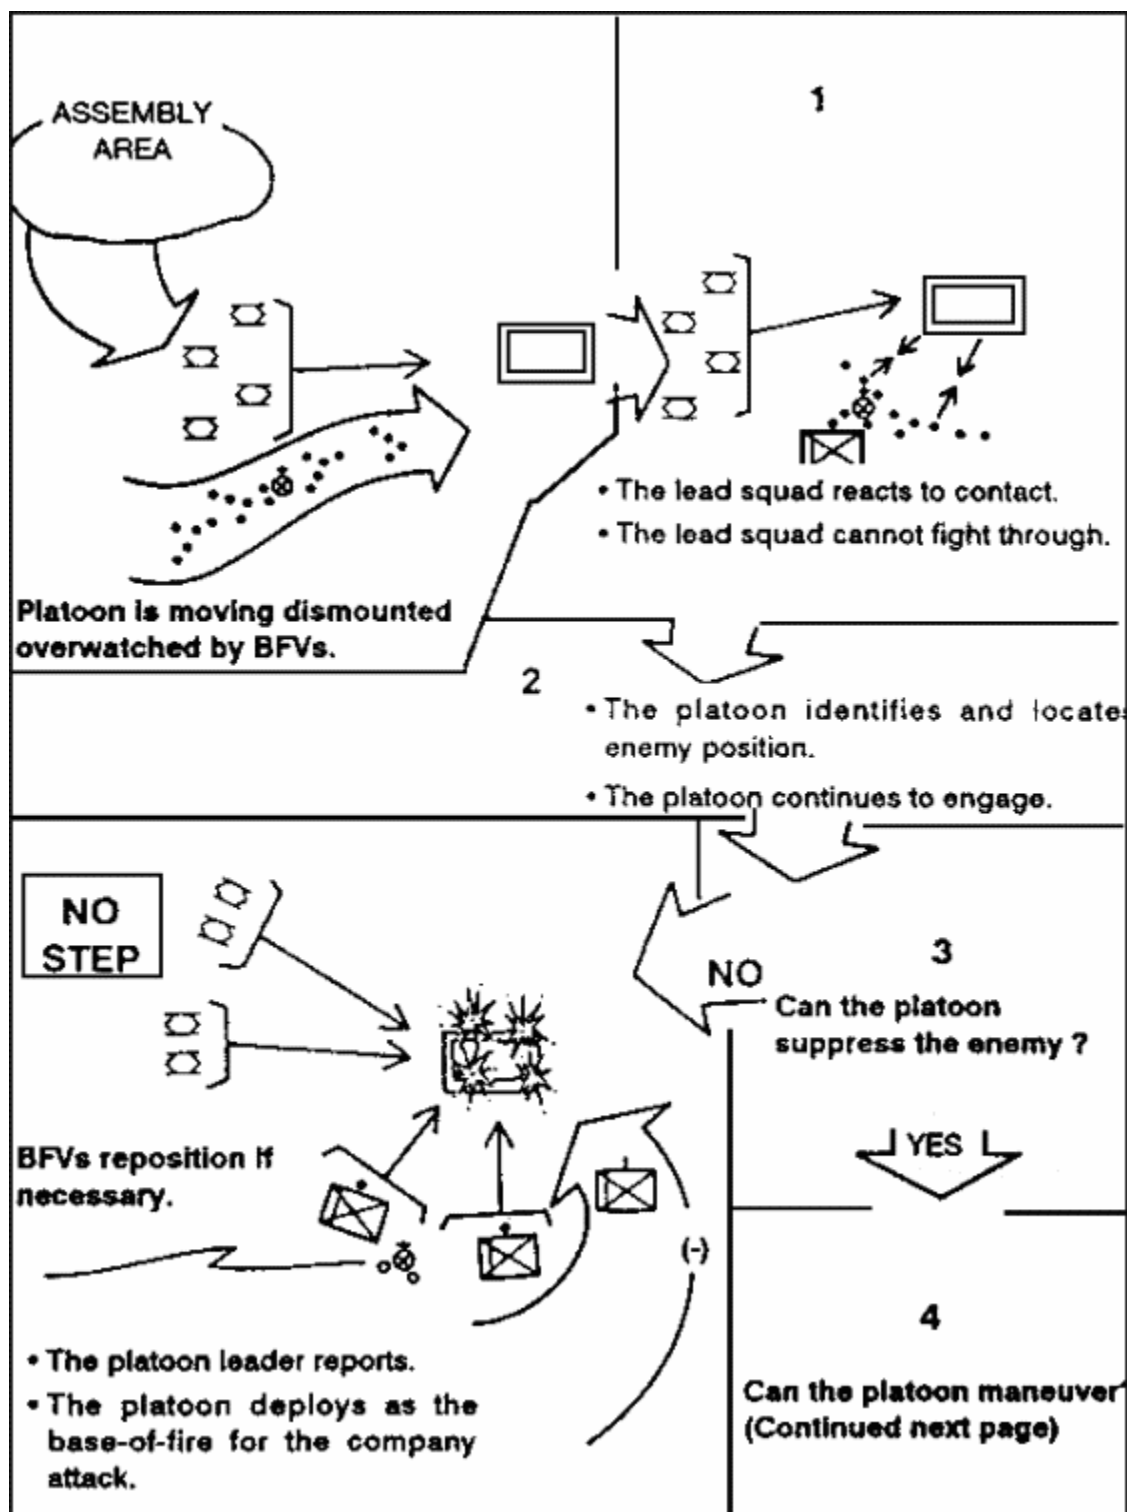 ASSEMBLY
AREA
Platoon is moving dismounted
overwatched by BFVs.
1
• The lead squad reacts to contact.
• The lead squad cannot fight through.
2
• The platoon identifies and locates
enemy position.
• The platoon continues to engage.
3
Can the platoon
suppress the enemy ?
NO
YES
NO
STEP
BFVs reposition if
necessary.
(-)
• The platoon leader reports.
• The platoon deploys as the
base-of-fire for the company
attack.
4
Can the platoon maneuver?
(Continued next page)